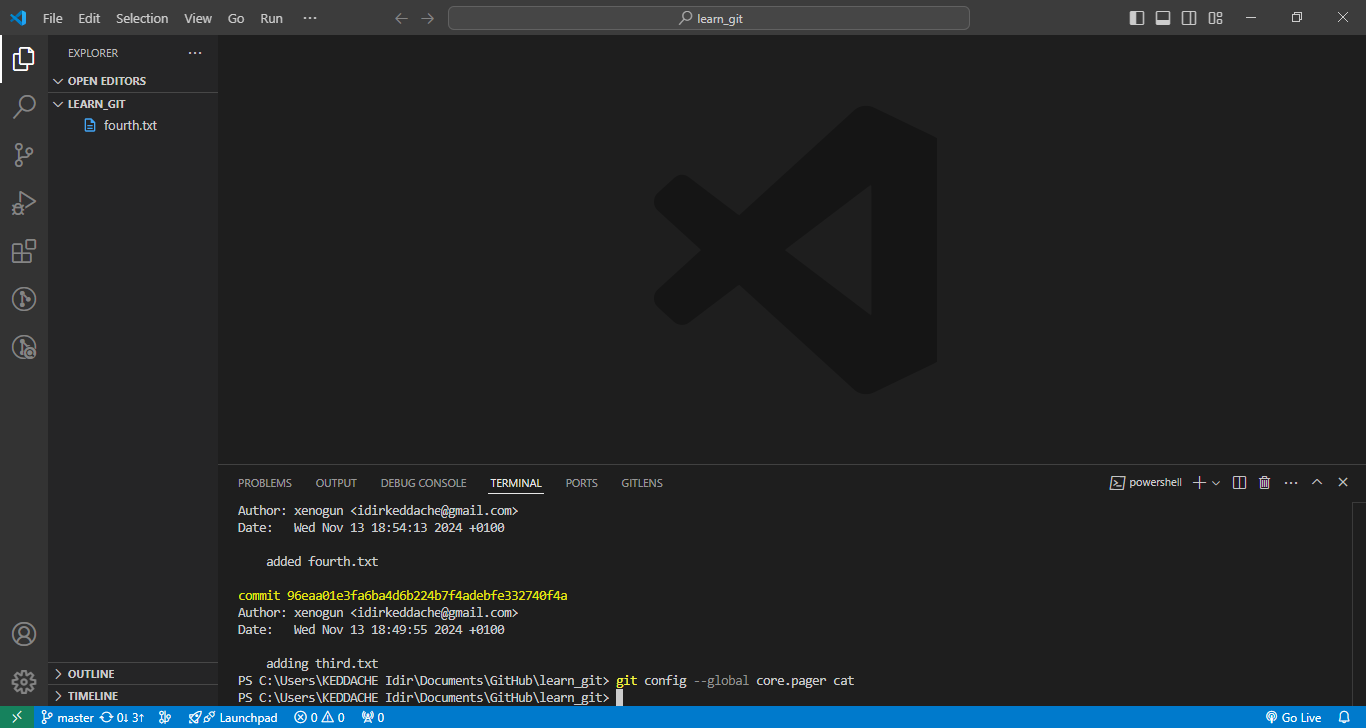 File Edit Selection View Go Run ···
learn_git
EXPLORER ···
OPEN EDITORS
LEARN_GIT
fourth.txt
OUTLINE
TIMELINE
PROBLEMS OUTPUT DEBUG CONSOLE TERMINAL PORTS GITLENS
powershell
Author: xenogun <idirkeddache@gmail.com>
Date:   Wed Nov 13 18:54:13 2024 +0100
added fourth.txt
commit 96eaa01e3fa6ba4d6b224b7f4adebfe332740f4a
Author: xenogun <idirkeddache@gmail.com>
Date:   Wed Nov 13 18:49:55 2024 +0100
adding third.txt
PS C:\Users\KEDDACHE Idir\Documents\GitHub\learn_git> git config --global core.pager cat
PS C:\Users\KEDDACHE Idir\Documents\GitHub\learn_git>
master 0↓ 3↑ Launchpad 0 0 0 Go Live